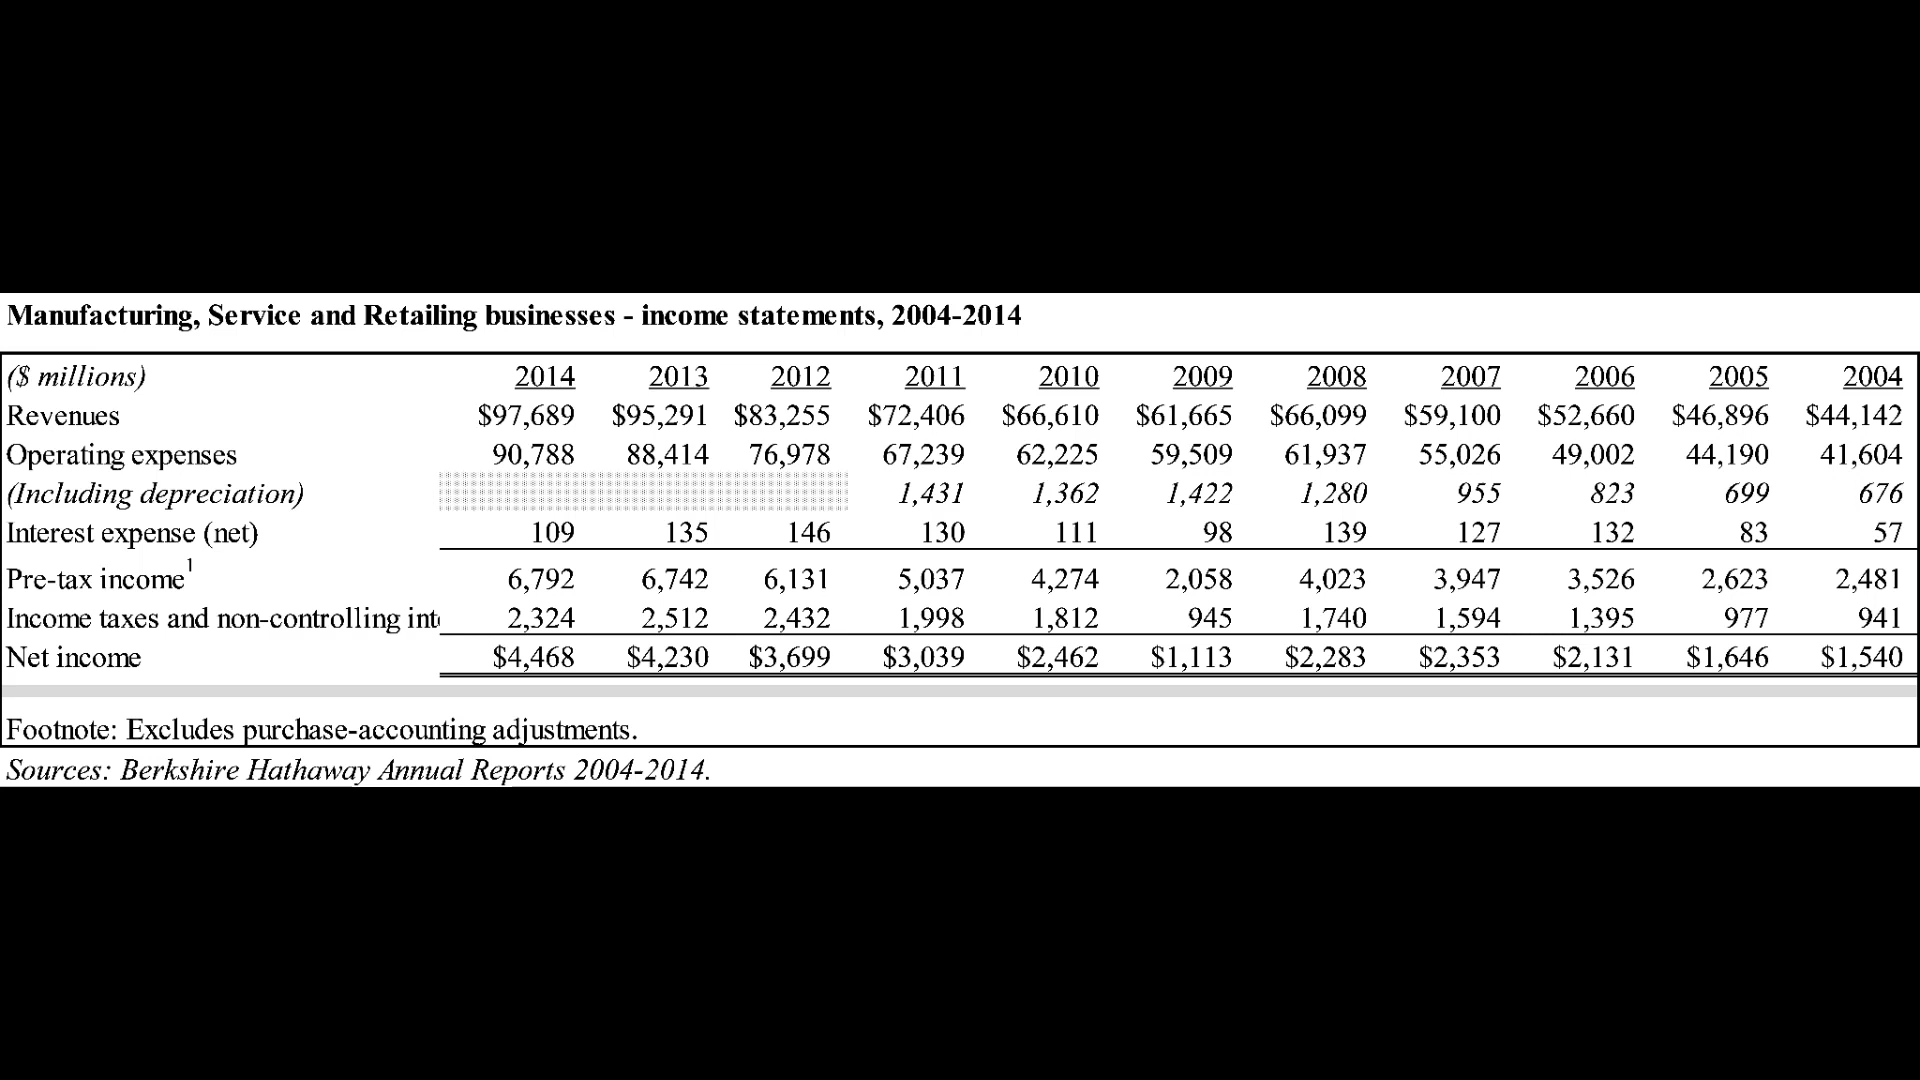 Manufacturing, Service and Retailing businesses - income statements, 2004-2014
($ millions) 2014 2013 2012 2011 2010 2009 2008 2007 2006 2005 2004
Revenues $97,689 $95,291 $83,255 $72,406 $66,610 $61,665 $66,099 $59,100 $52,660 $46,896 $44,142
Operating expenses 90,788 88,414 76,978 67,239 62,225 59,509 61,937 55,026 49,002 44,190 41,604
(Including depreciation) 1,431 1,362 1,422 1,280 955 823 699 676
Interest expense (net) 109 135 146 130 111 98 139 127 132 83 57
Pre-tax income1 6,792 6,742 6,131 5,037 4,274 2,058 4,023 3,947 3,526 2,623 2,481
Income taxes and non-controlling int 2,324 2,512 2,432 1,998 1,812 945 1,740 1,594 1,395 977 941
Net income $4,468 $4,230 $3,699 $3,039 $2,462 $1,113 $2,283 $2,353 $2,131 $1,646 $1,540
Footnote: Excludes purchase-accounting adjustments.
Sources: Berkshire Hathaway Annual Reports 2004-2014.